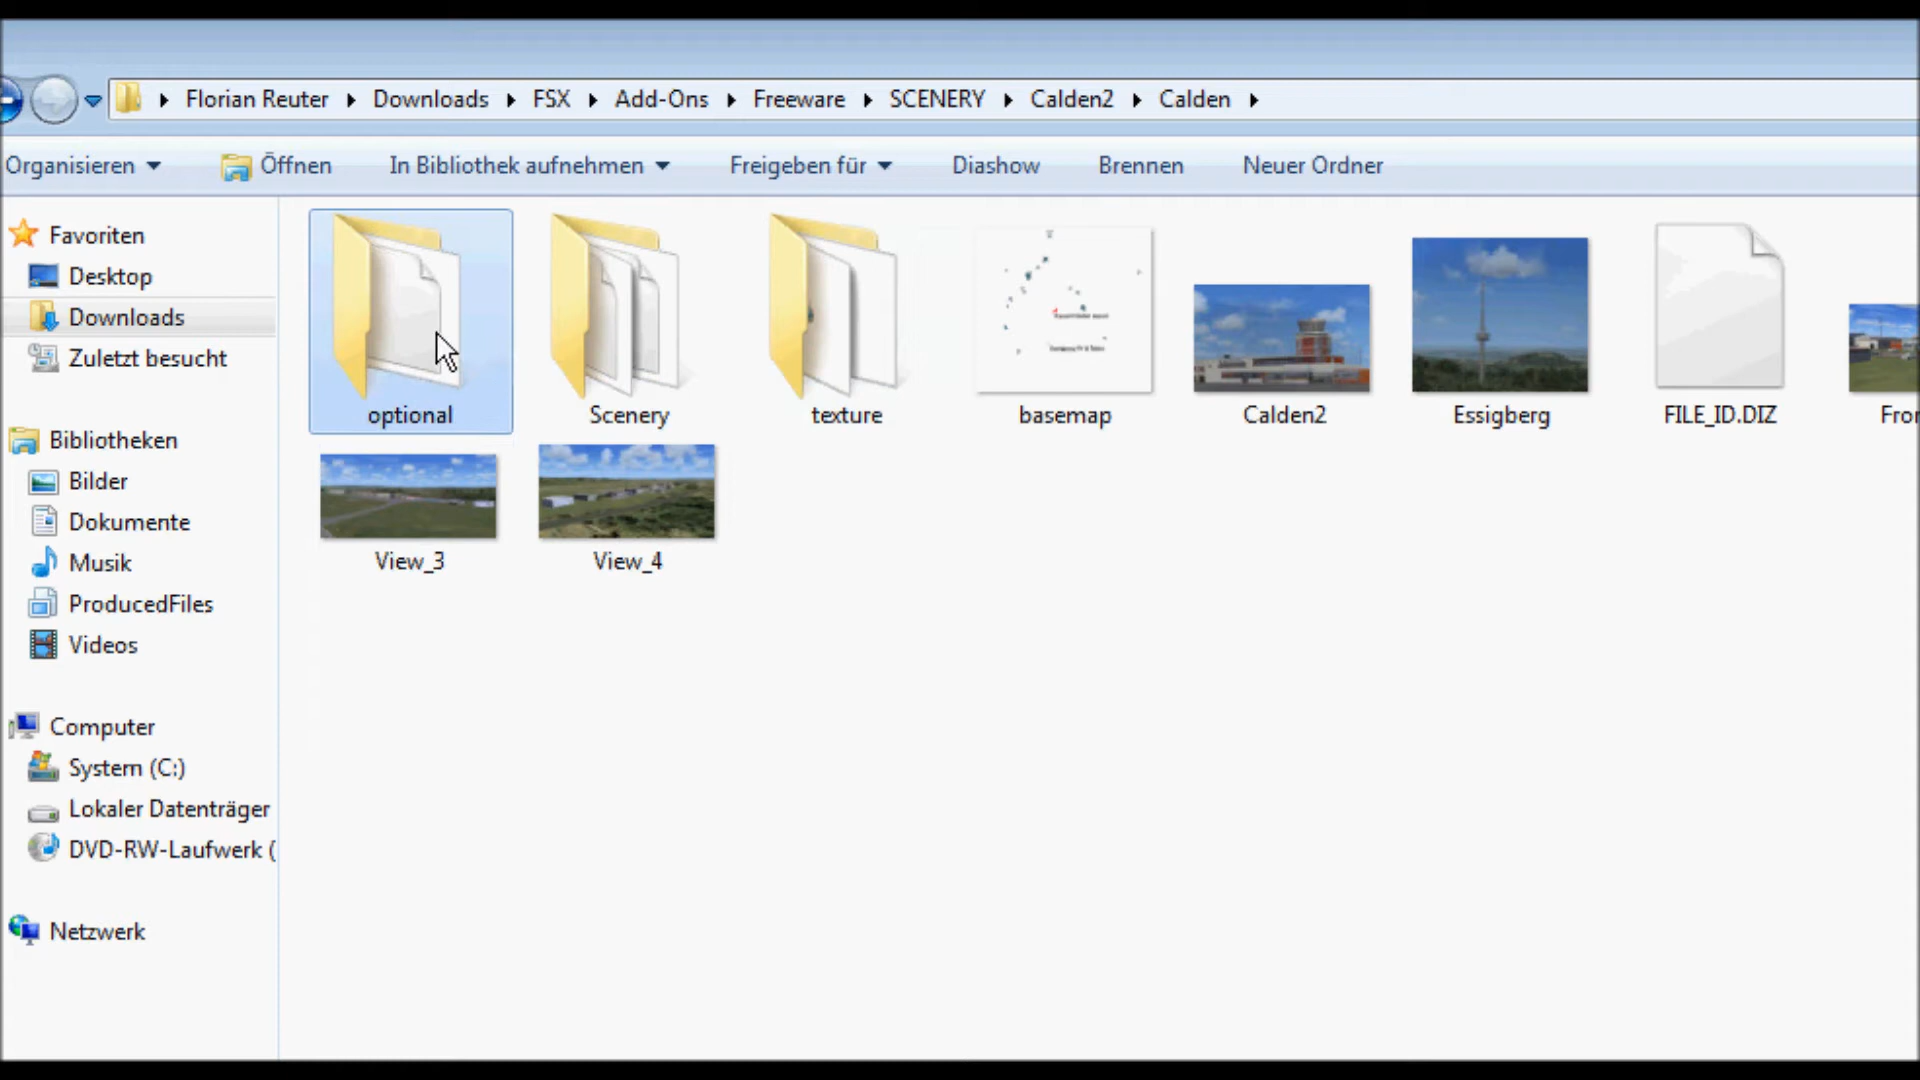 Florian Reuter Downloads FSX Add-Ons Freeware SCENERY Calden2 Calden
Organisieren Öffnen In Bibliothek aufnehmen Freigeben für Diashow Brennen Neuer Ordner
Favoriten
Desktop
Downloads
Zuletzt besucht
Bibliotheken
Bilder
Dokumente
Musik
ProducedFiles
Videos
Computer
System (C:)
Lokaler Datenträger
DVD-RW-Laufwerk (
Netzwerk
optional Scenery texture basemap Calden2 Essigberg FILE_ID.DIZ
View_3 View_4